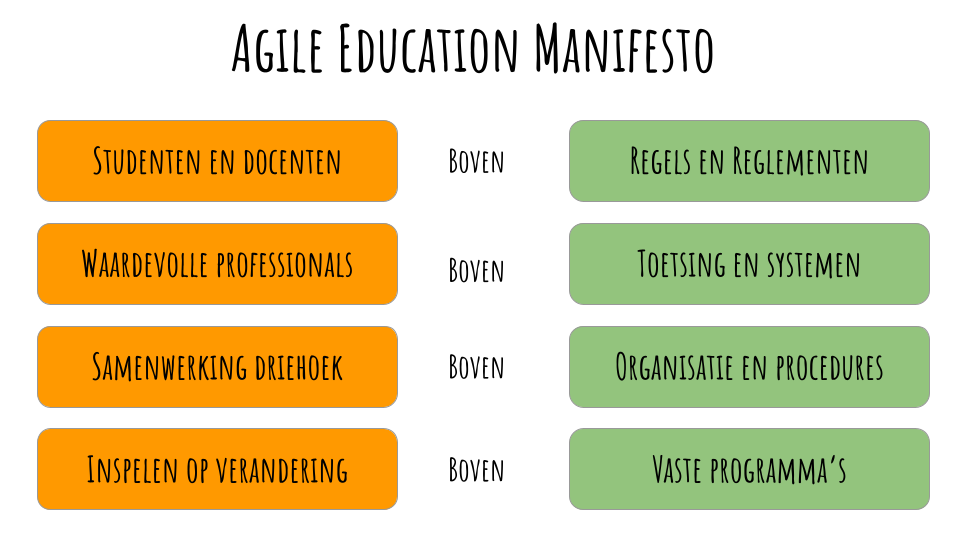 Agile Education Manifesto
Studenten en docenten Boven Regels en Reglementen
Waardevolle professionals Boven Toetsing en systemen
Samenwerking driehoek Boven Organisatie en procedures
Inspelen op verandering Boven Vaste programma's